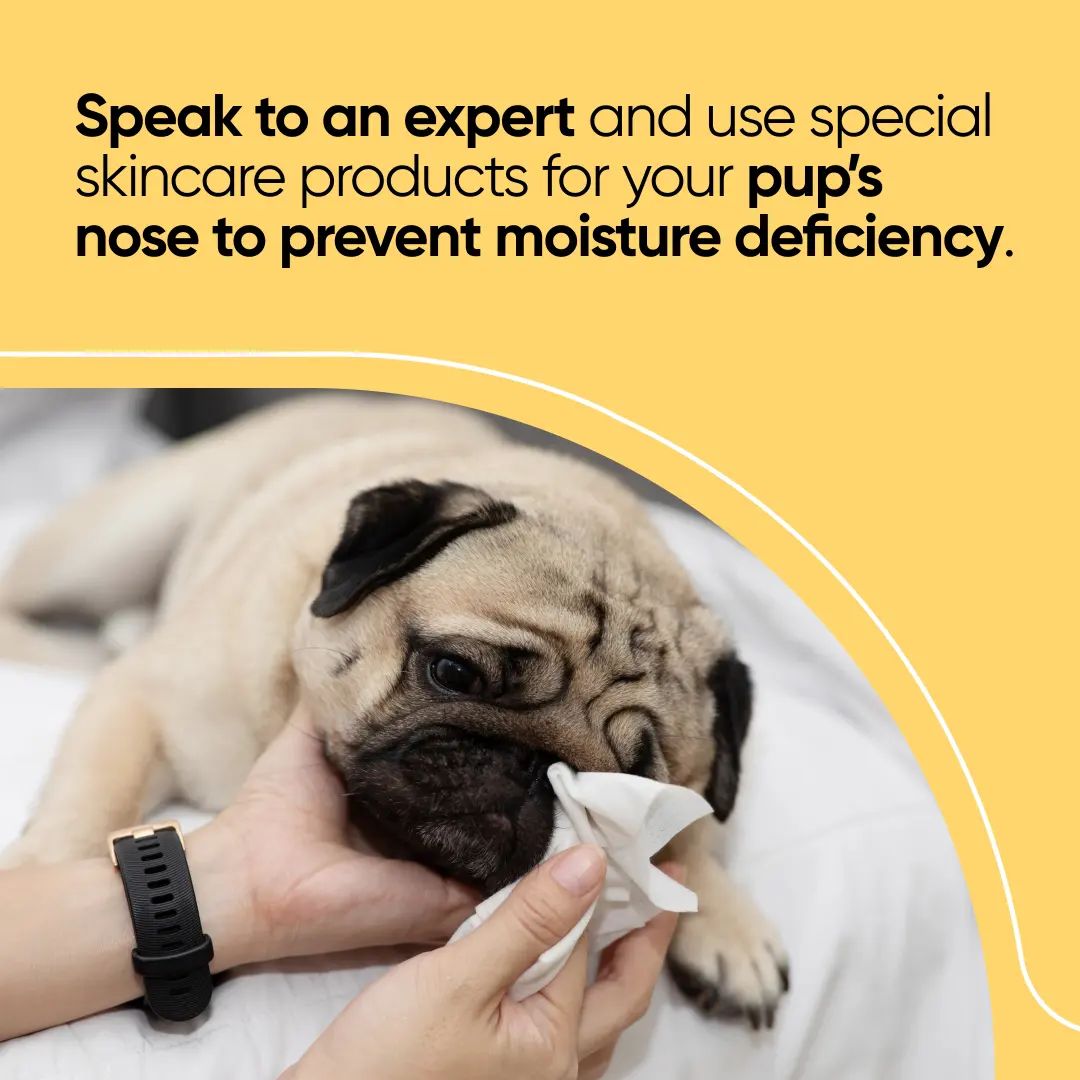 Speak to an expert and use special
skincare products for your pup’s
nose to prevent moisture deficiency.